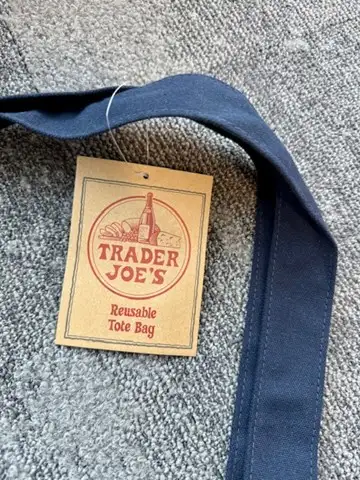 TRADER
JOE'S
Reusable
Tote Bag